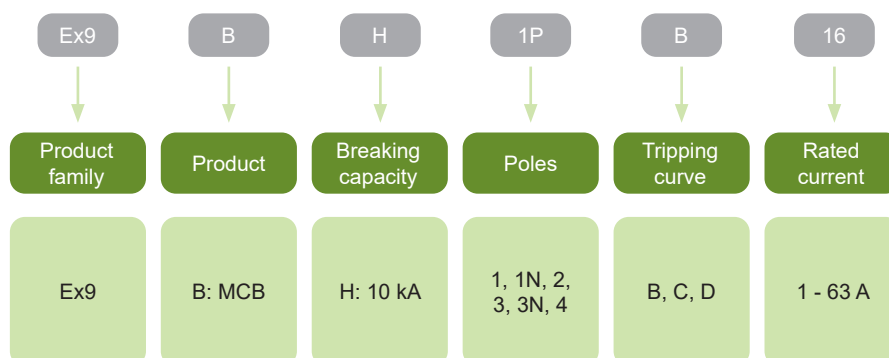 Ex9 B H 1P B 16
Product family
Product
Breaking capacity
Poles
Tripping curve
Rated current
Ex9
B: MCB
H: 10 kA
1, 1N, 2,
3, 3N, 4
B, C, D
1 - 63 A